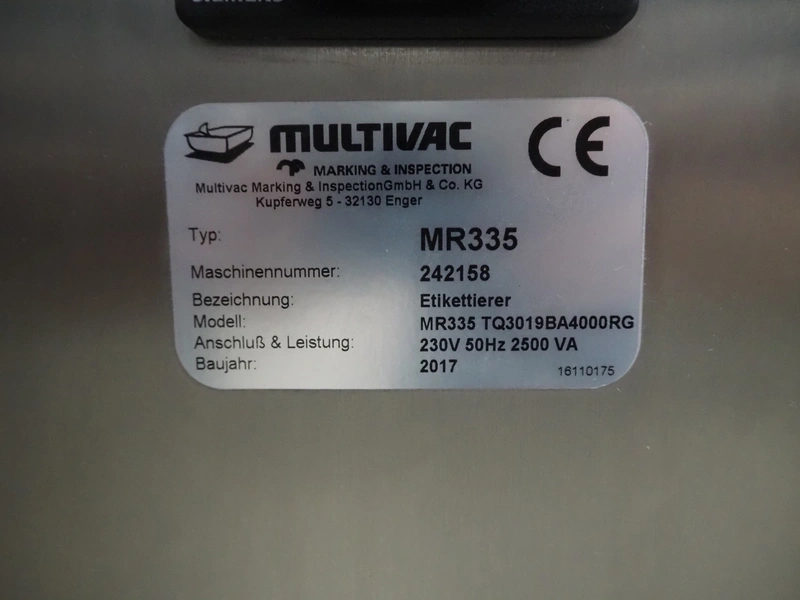 MULTIVAC
MARKING & INSPECTION
Multivac Marking & InspectionGmbH & Co. KG
Kupferweg 5 - 32130 Enger
CE
Typ: MR335
Maschinennummer: 242158
Bezeichnung: Etikettierer
Modell: MR335 TQ3019BA4000RG
Anschluß & Leistung: 230V 50Hz 2500 VA
Baujahr: 2017
16110175